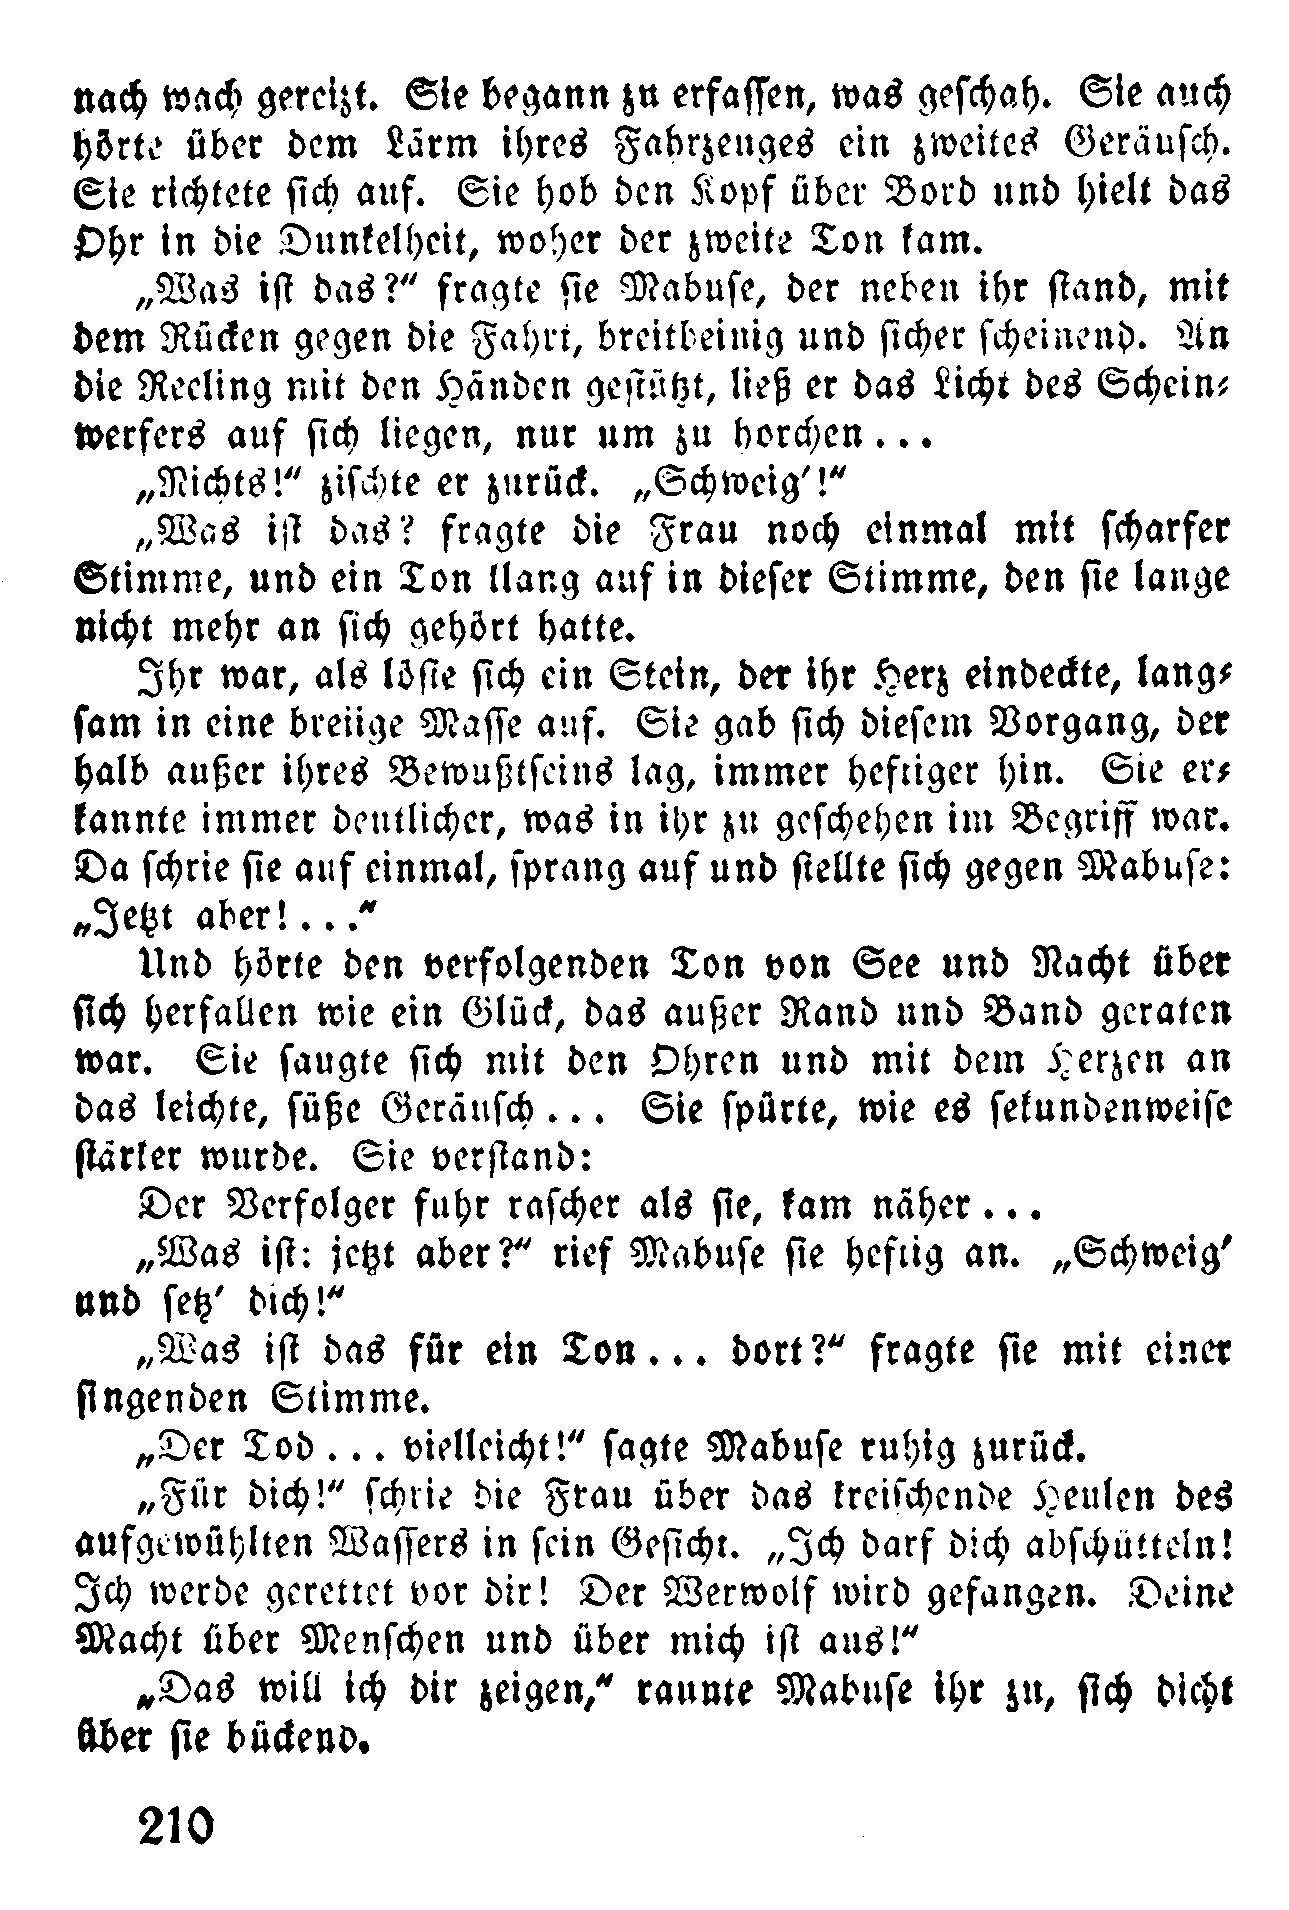 nach wach gereizt. Sie begann zu erfassen, was geschah. Sie auch
hörte über dem Lärm ihres Fahrzeuges ein zweites Geräusch.
Sie richtete sich auf. Sie hob den Kopf über Bord und hielt das
Ohr in die Dunkelheit, woher der zweite Ton kam.
„Was ist das?“ fragte sie Mabuse, der neben ihr stand, mit
dem Rücken gegen die Fahrt, breitbeinig und sicher scheinend. An
die Reeling mit den Händen gestützt, ließ er das Licht des Schein-
werfers auf sich liegen, nur um zu horchen...
„Nichts!“ zischte er zurück. „Schweig'!“
„Was ist das? fragte die Frau noch einmal mit scharfer
Stimme, und ein Ton klang auf in dieser Stimme, den sie lange
nicht mehr an sich gehört hatte.
Ihr war, als löste sich ein Stein, der ihr Herz eindeckte, lang-
sam in eine breiige Masse auf. Sie gab sich diesem Vorgang, der
halb außer ihres Bewußtseins lag, immer heftiger hin. Sie er-
kannte immer deutlicher, was in ihr zu geschehen im Begriff war.
Da schrie sie auf einmal, sprang auf und stellte sich gegen Mabuse:
„Jetzt aber!...“
Und hörte den verfolgenden Ton von See und Nacht über
sich herfallen wie ein Glück, das außer Rand und Band geraten
war. Sie saugte sich mit den Ohren und mit dem Herzen an
das leichte, süße Geräusch... Sie spürte, wie es sekundenweise
stärker wurde. Sie verstand:
Der Verfolger fuhr rascher als sie, kam näher...
„Was ist: jetzt aber?“ rief Mabuse sie heftig an. „Schweig'
und setz' dich!“
„Was ist das für ein Ton... dort?“ fragte sie mit einer
singenden Stimme.
„Der Tod... vielleicht!“ sagte Mabuse ruhig zurück.
„Für dich!“ schrie die Frau über das kreischende Heulen des
aufgewühlten Wassers in sein Gesicht. „Ich darf dich abschütteln!
Ich werde gerettet vor dir! Der Werwolf wird gefangen. Deine
Macht über Menschen und über mich ist aus!“
„Das will ich dir zeigen,“ raunte Mabuse ihr zu, sich dicht
über sie bückend.
210